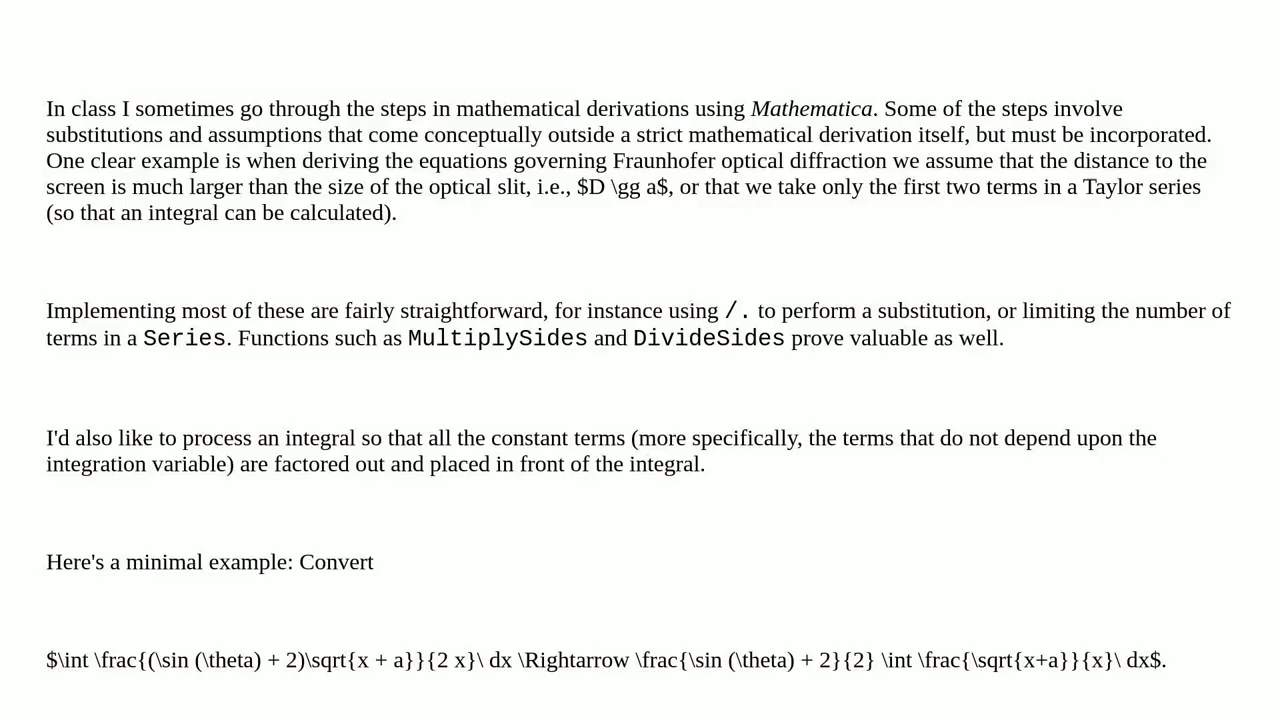 In class I sometimes go through the steps in mathematical derivations using Mathematica. Some of the steps involve
substitutions and assumptions that come conceptually outside a strict mathematical derivation itself, but must be incorporated.
One clear example is when deriving the equations governing Fraunhofer optical diffraction we assume that the distance to the
screen is much larger than the size of the optical slit, i.e., $D \gg a$, or that we take only the first two terms in a Taylor series
(so that an integral can be calculated).
Implementing most of these are fairly straightforward, for instance using /. to perform a substitution, or limiting the number of
terms in a Series. Functions such as MultiplySides and DivideSides prove valuable as well.
I'd also like to process an integral so that all the constant terms (more specifically, the terms that do not depend upon the
integration variable) are factored out and placed in front of the integral.
Here's a minimal example: Convert
$\int \frac{(\sin (\theta) + 2)\sqrt{x + a}}{2 x}\ dx \Rightarrow \frac{\sin (\theta) + 2}{2} \int \frac{\sqrt{x+a}}{x}\ dx$.